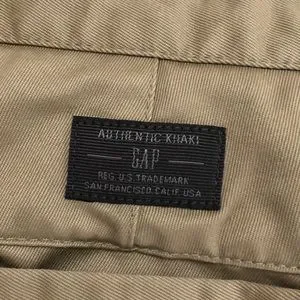 AUTHENTIC KHAKI
GAP
REG. U.S. TRADEMARK
SAN FRANCISCO, CALIF. USA